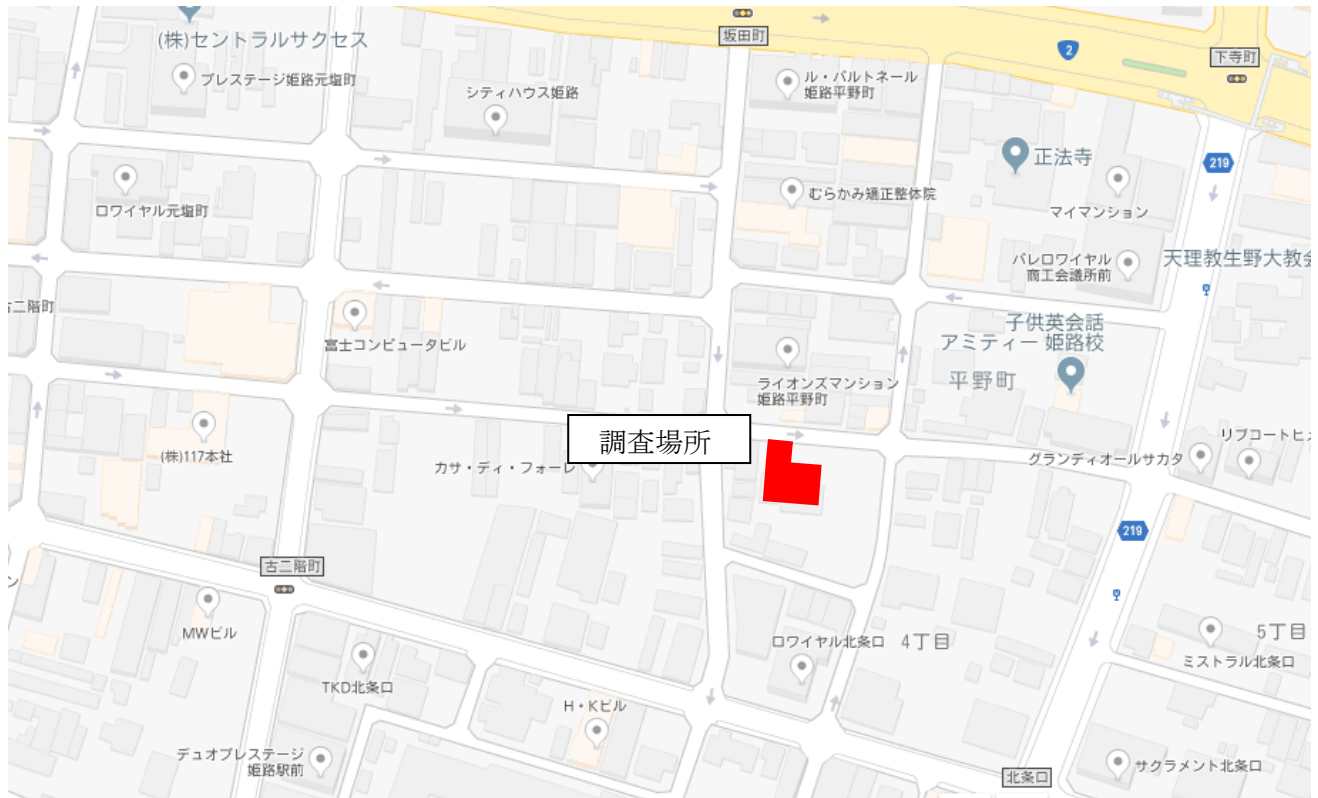 坂田町
2
下寺町
(株)セントラルサクセス
プレステージ姫路元塩町
シティハウス姫路
ル・パルトネール
姫路平野町
正法寺
219
むらかみ矯正整体院
マイマンション
ロワイヤル元塩町
パレロワイヤル
商工会議所前
天理教生野大教会
古二階町
富士コンピュータビル
子供英会話
アミティー 姫路校
ライオンズマンション
姫路平野町
平野町
調査場所
(株)117本社
カサ・ディ・フォーレ
グランディオールサカタ
リブコートヒメ
219
古二階町
ン
MWビル
ロワイヤル北条口
4丁目
5丁目
ミストラル北条口
TKD北条口
H・Kビル
デュオプレステージ
姫路駅前
北条口
サクラメント北条口